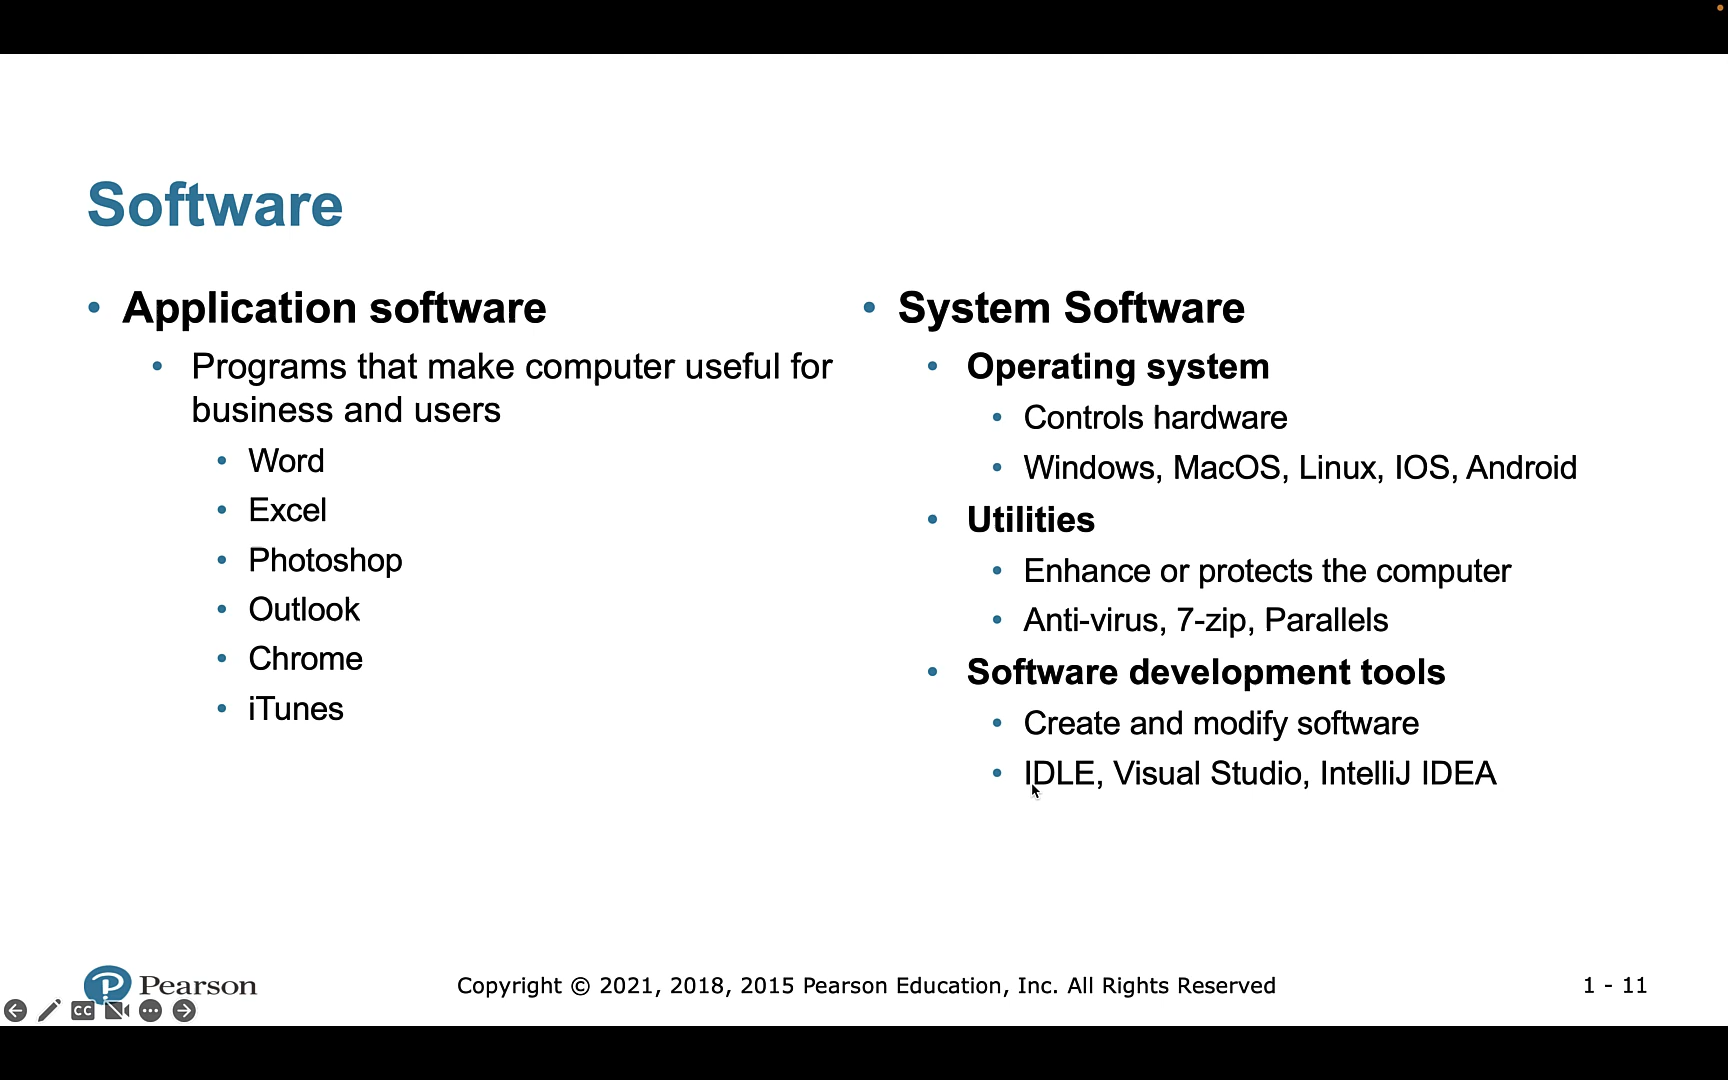 Software
• Application software
• Programs that make computer useful for
business and users
• Word
• Excel
• Photoshop
• Outlook
• Chrome
• iTunes
• System Software
• Operating system
• Controls hardware
• Windows, MacOS, Linux, IOS, Android
• Utilities
• Enhance or protects the computer
• Anti-virus, 7-zip, Parallels
• Software development tools
• Create and modify software
• IDLE, Visual Studio, IntelliJ IDEA
P Pearson
Copyright © 2021, 2018, 2015 Pearson Education, Inc. All Rights Reserved
1 - 11
CC